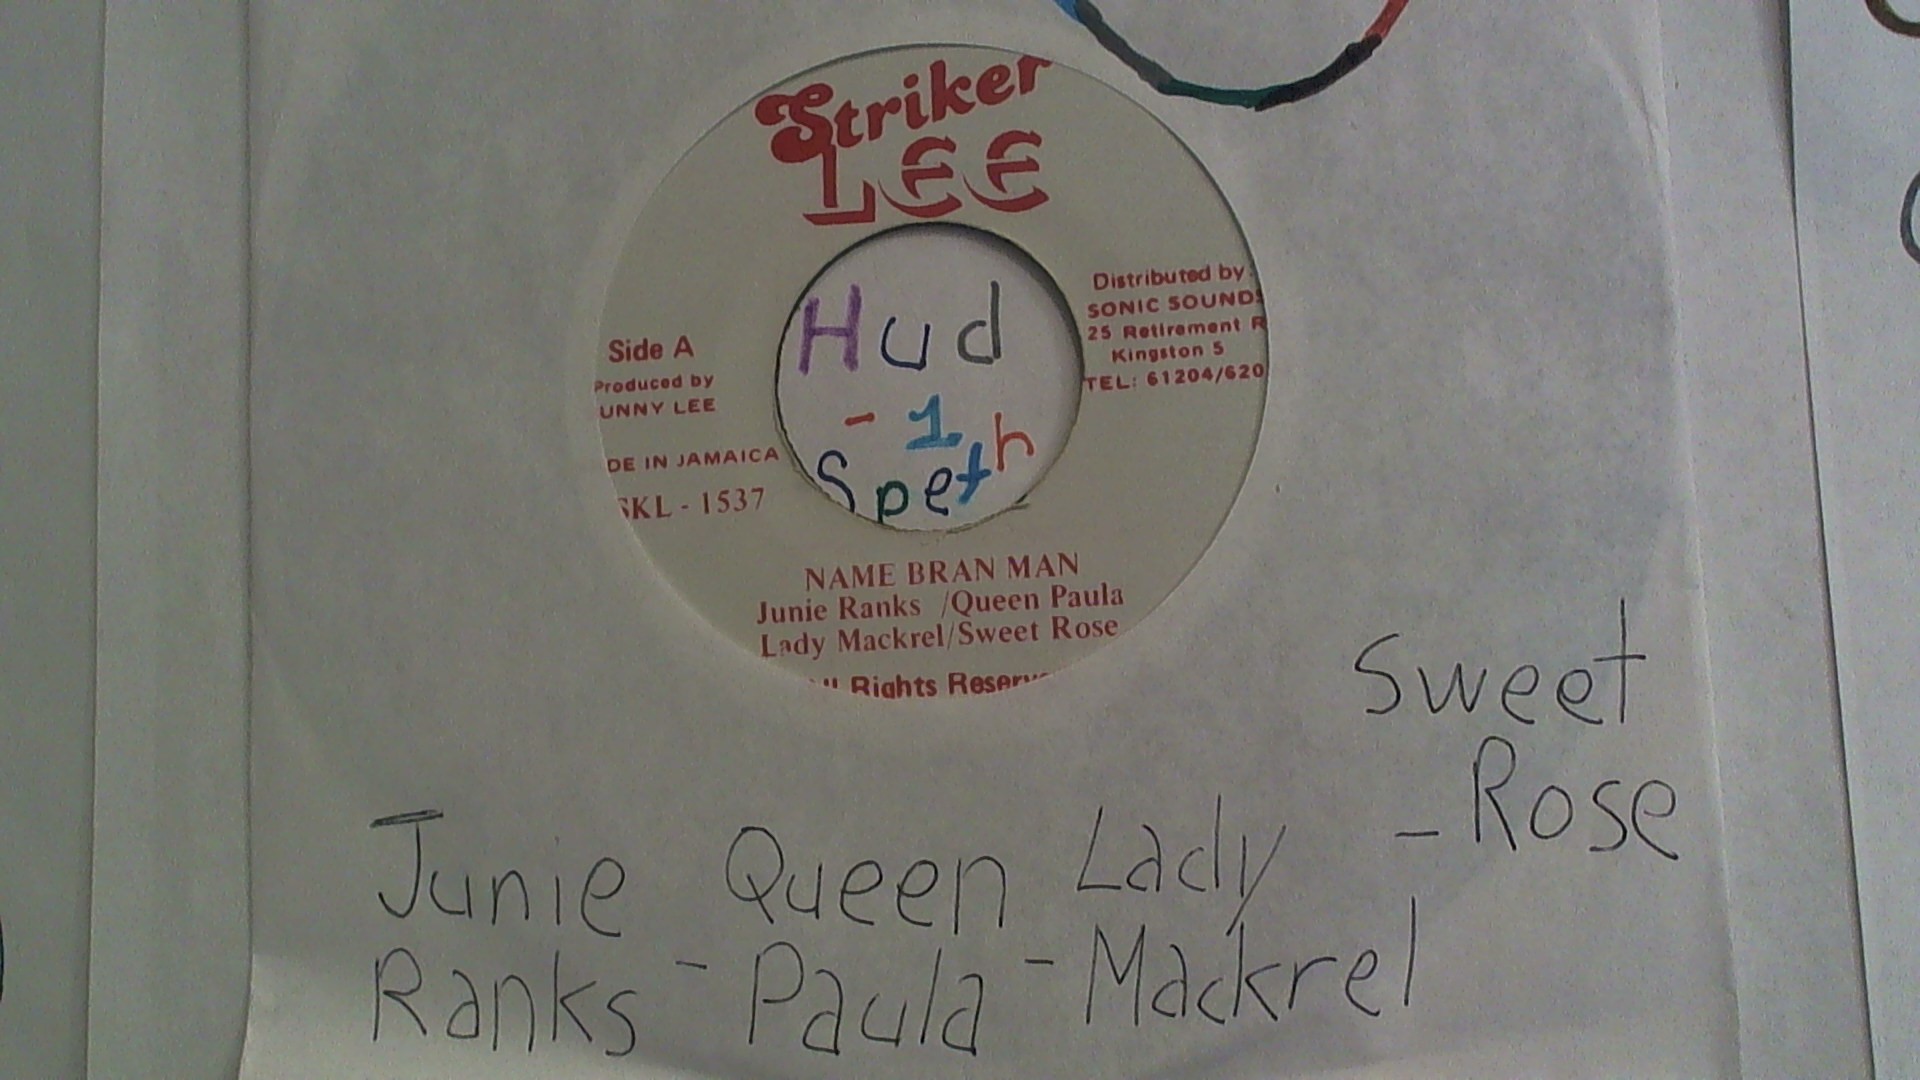 Striker
LEE
Distributed by:
SONIC SOUNDS
25 Retirement R
Kingston 5
TEL: 61204/620
Side A
Produced by
UNNY LEE
DE IN JAMAICA
SKL - 1537
Hud
- 1
Speth
NAME BRAN MAN
Junie Ranks /Queen Paula
Lady Mackrel/Sweet Rose
All Rights Reserv
Sweet
- Rose
Junie Queen Lady
Ranks - Paula - Mackrel